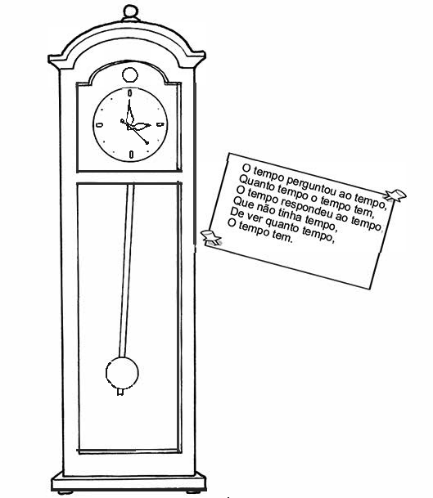 O tempo perguntou ao tempo,
Quanto tempo o tempo tem,
O tempo respondeu ao tempo
Que não tinha tempo,
De ver quanto tempo,
O tempo tem.